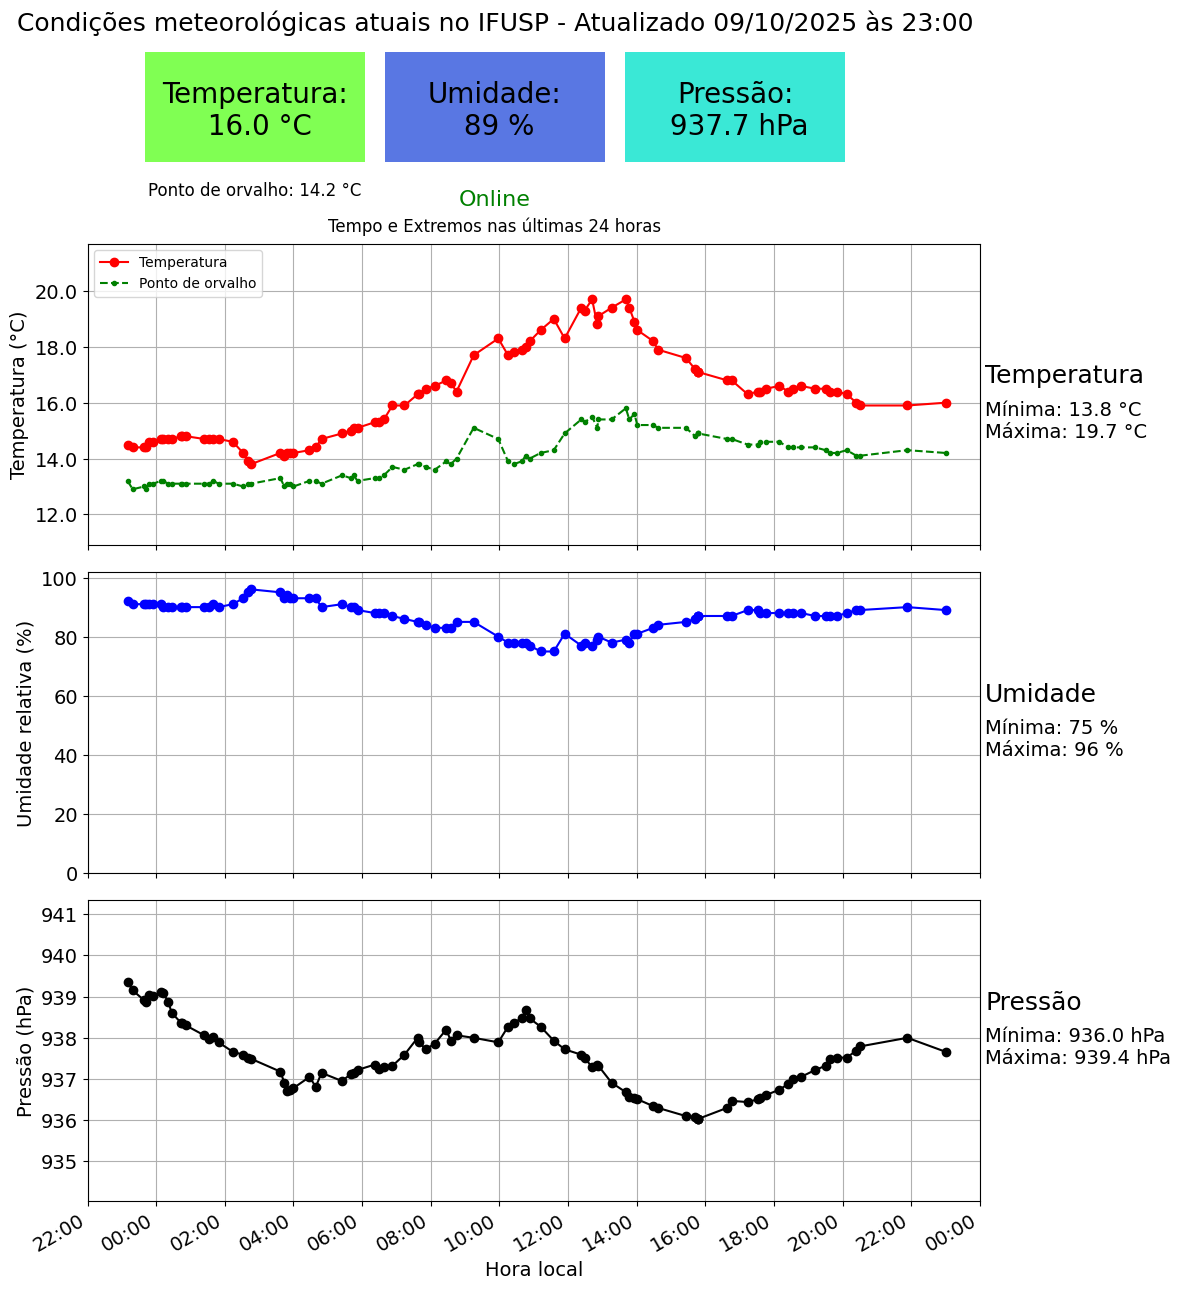 Condições meteorológicas atuais no IFUSP - Atualizado 09/10/2025 às 23:00
Temperatura:
16.0 °C
Umidade:
89 %
Pressão:
937.7 hPa
Ponto de orvalho: 14.2 °C
Online
Tempo e Extremos nas últimas 24 horas
Temperatura
Ponto de orvalho
Temperatura (°C)
20.0
18.0
16.0
14.0
12.0
Temperatura
Mínima: 13.8 °C
Máxima: 19.7 °C
Umidade relativa (%)
100
80
60
40
20
0
Umidade
Mínima: 75 %
Máxima: 96 %
Pressão (hPa)
941
940
939
938
937
936
935
Pressão
Mínima: 936.0 hPa
Máxima: 939.4 hPa
22:00 00:00 02:00 04:00 06:00 08:00 10:00 12:00 14:00 16:00 18:00 20:00 22:00 00:00
Hora local